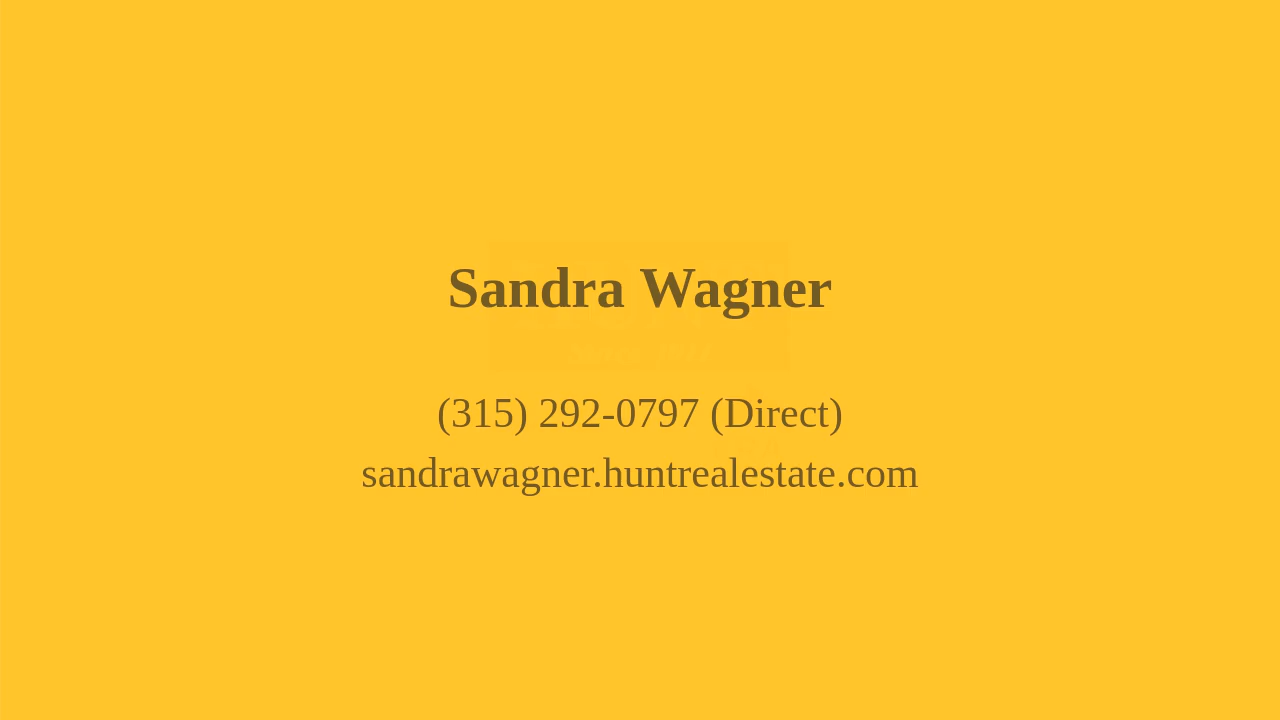 Sandra Wagner
(315) 292-0797 (Direct)
sandrawagner.huntrealestate.com